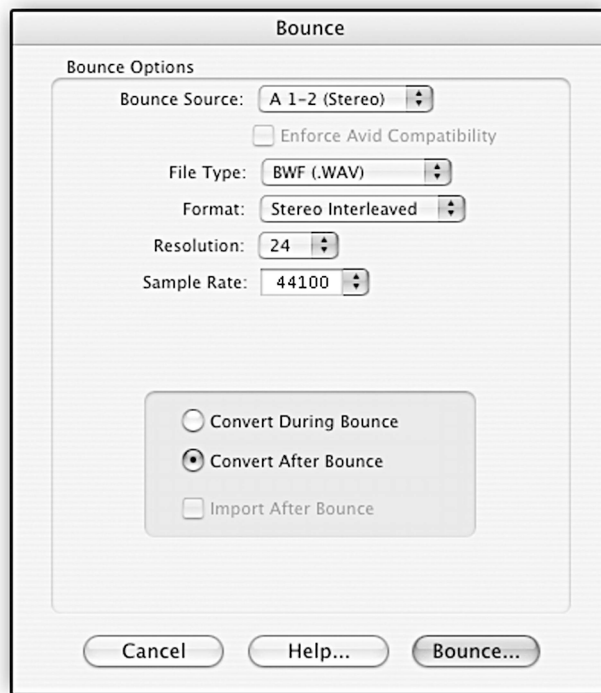 Bounce
Bounce Options
Bounce Source: A 1-2 (Stereo)
Enforce Avid Compatibility
File Type: BWF (.WAV)
Format: Stereo Interleaved
Resolution: 24
Sample Rate: 44100
Convert During Bounce
Convert After Bounce
Import After Bounce
Cancel Help... Bounce...